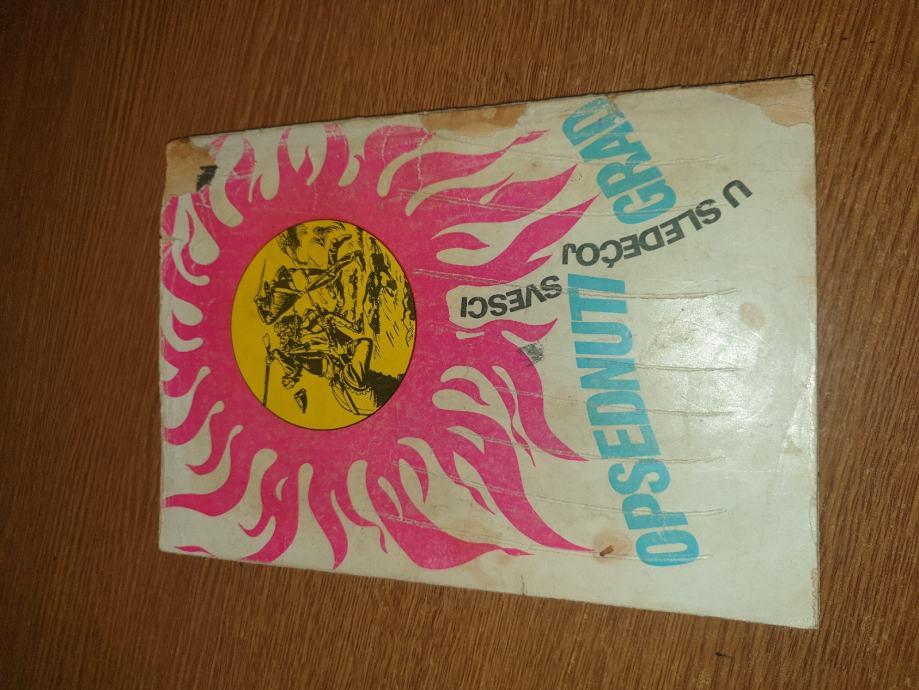 OPSEDNUTI GRAD
U SLEDEĆOJ SVESCI